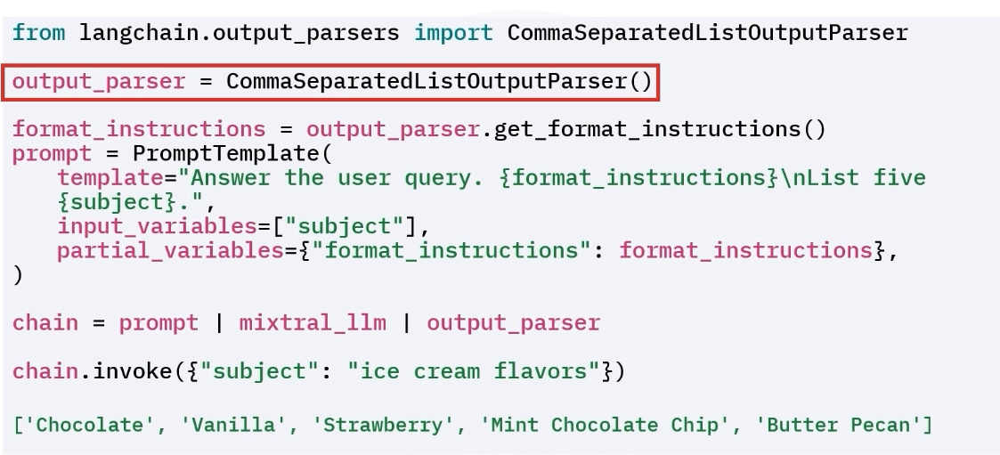 from langchain.output_parsers import CommaSeparatedListOutputParser
output_parser = CommaSeparatedListOutputParser()
format_instructions = output_parser.get_format_instructions()
prompt = PromptTemplate(
template="Answer the user query. {format_instructions}\nList five
{subject}.",
input_variables=["subject"],
partial_variables={"format_instructions": format_instructions},
)
chain = prompt | mixtral_llm | output_parser
chain.invoke({"subject": "ice cream flavors"})
['Chocolate', 'Vanilla', 'Strawberry', 'Mint Chocolate Chip', 'Butter Pecan']